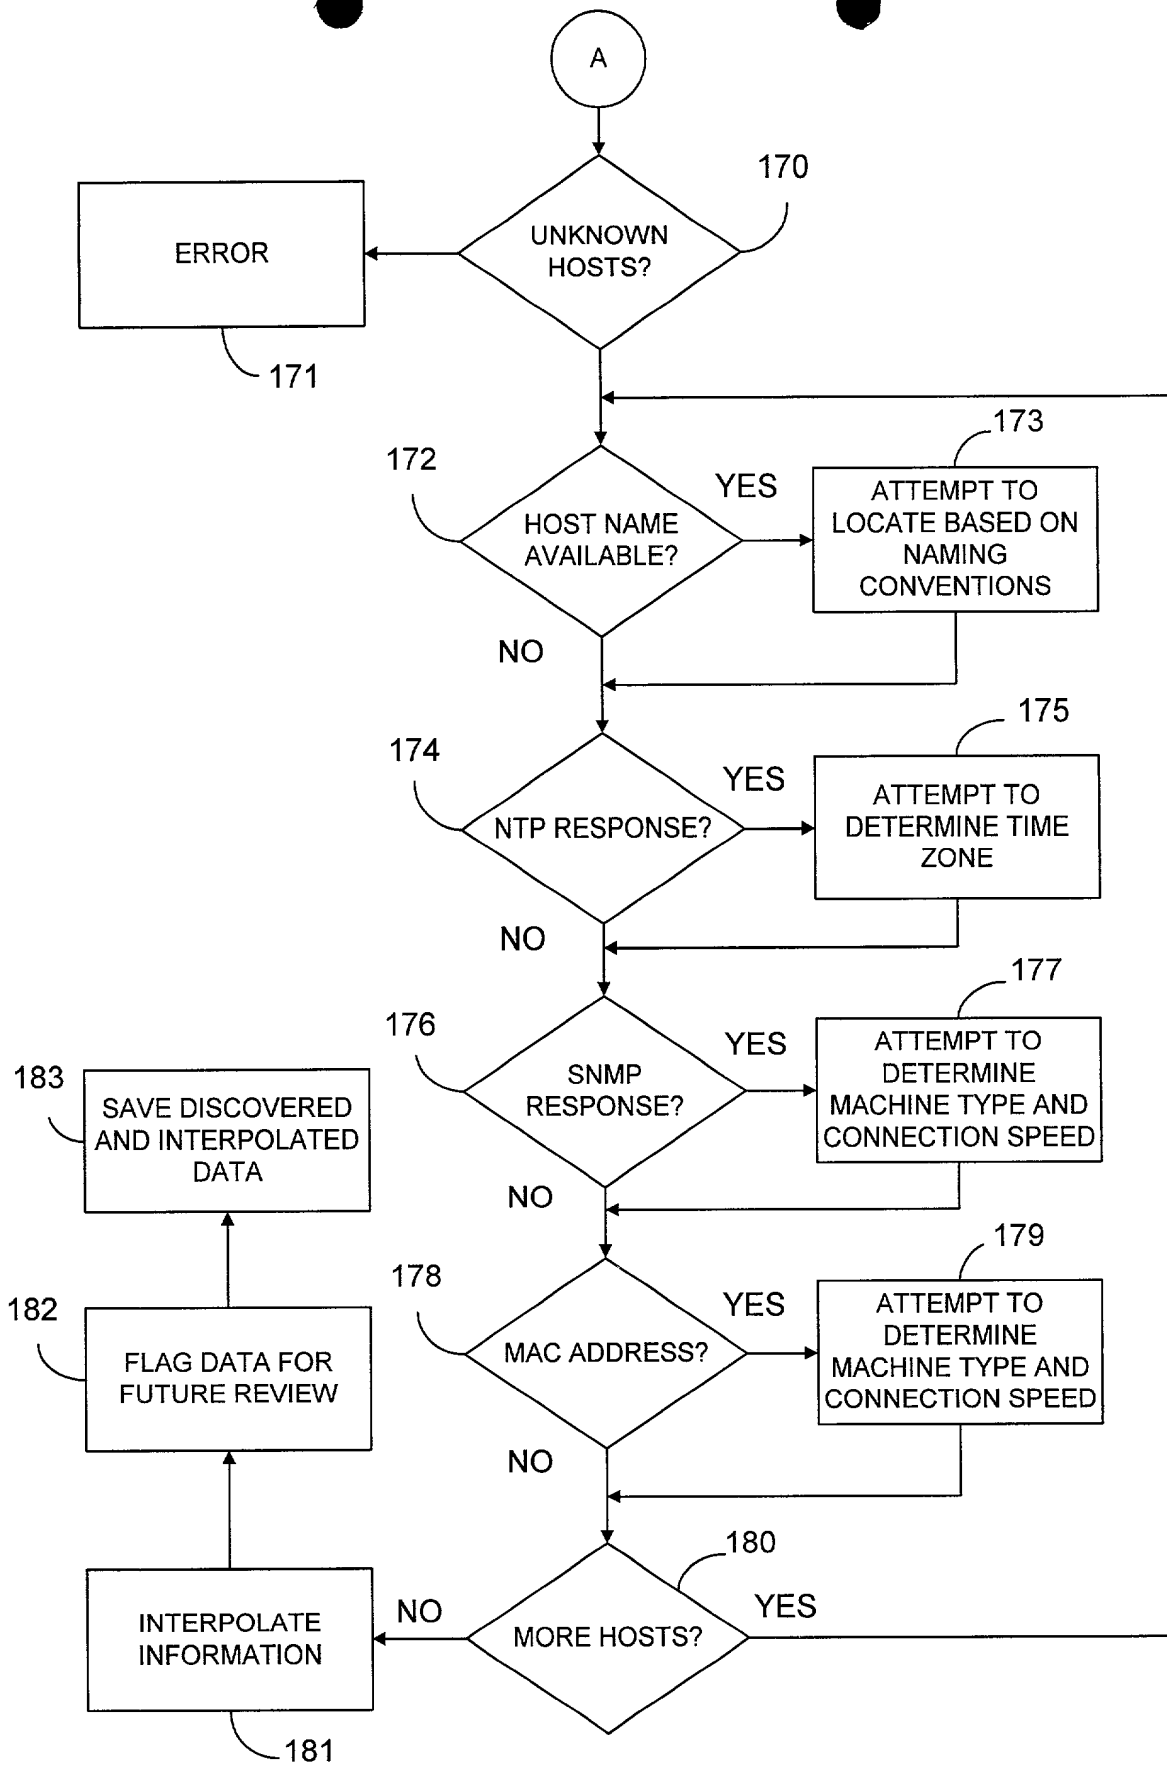 A
170
UNKNOWN
HOSTS?
ERROR
171
173
172
YES
HOST NAME
AVAILABLE?
ATTEMPT TO
LOCATE BASED ON
NAMING
CONVENTIONS
NO
175
174
YES
NTP RESPONSE?
ATTEMPT TO
DETERMINE TIME
ZONE
NO
177
176
YES
SNMP
RESPONSE?
ATTEMPT TO
DETERMINE
MACHINE TYPE AND
CONNECTION SPEED
NO
183
SAVE DISCOVERED
AND INTERPOLATED
DATA
179
178
YES
MAC ADDRESS?
ATTEMPT TO
DETERMINE
MACHINE TYPE AND
CONNECTION SPEED
NO
182
FLAG DATA FOR
FUTURE REVIEW
180
YES
MORE HOSTS?
NO
INTERPOLATE
INFORMATION
181